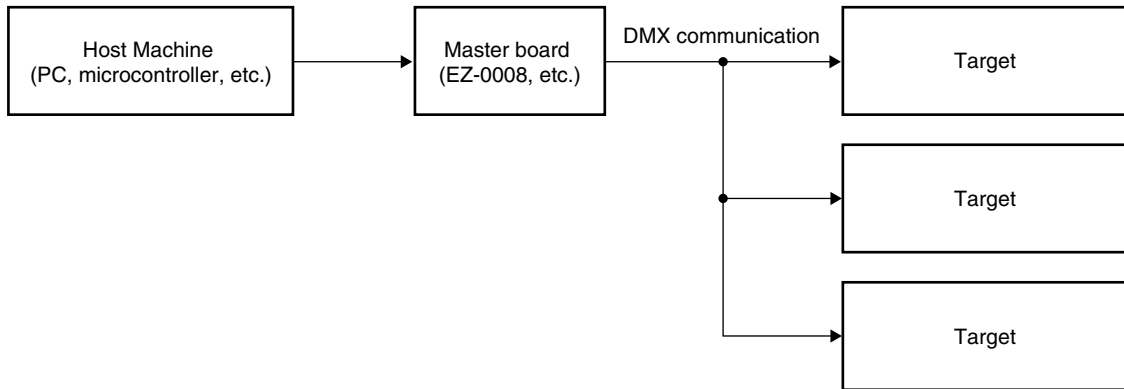 Host Machine
(PC, microcontroller, etc.)
Master board
(EZ-0008, etc.)
DMX communication
Target
Target
Target